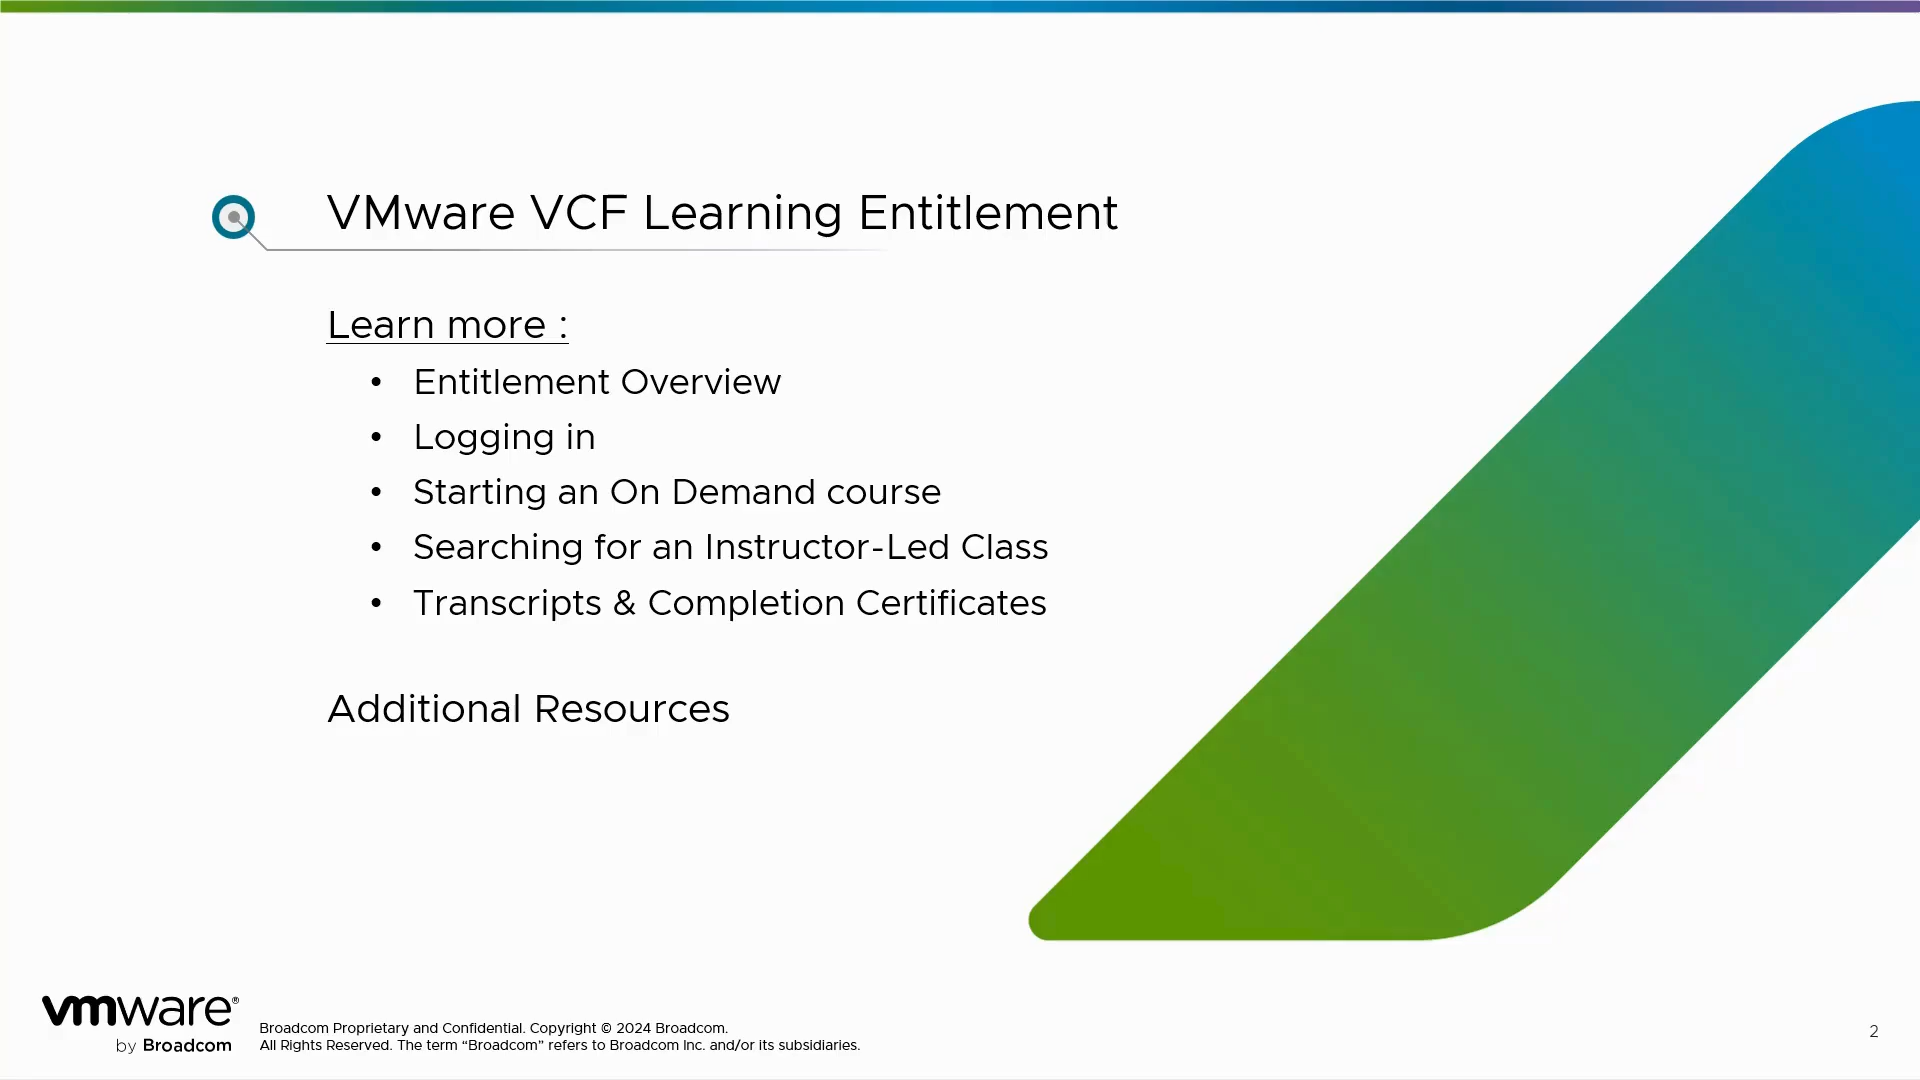 VMware VCF Learning Entitlement
Learn more :
• Entitlement Overview
• Logging in
• Starting an On Demand course
• Searching for an Instructor-Led Class
• Transcripts & Completion Certificates
Additional Resources
vmware®
by Broadcom
Broadcom Proprietary and Confidential. Copyright © 2024 Broadcom.
All Rights Reserved. The term “Broadcom” refers to Broadcom Inc. and/or its subsidiaries.
2